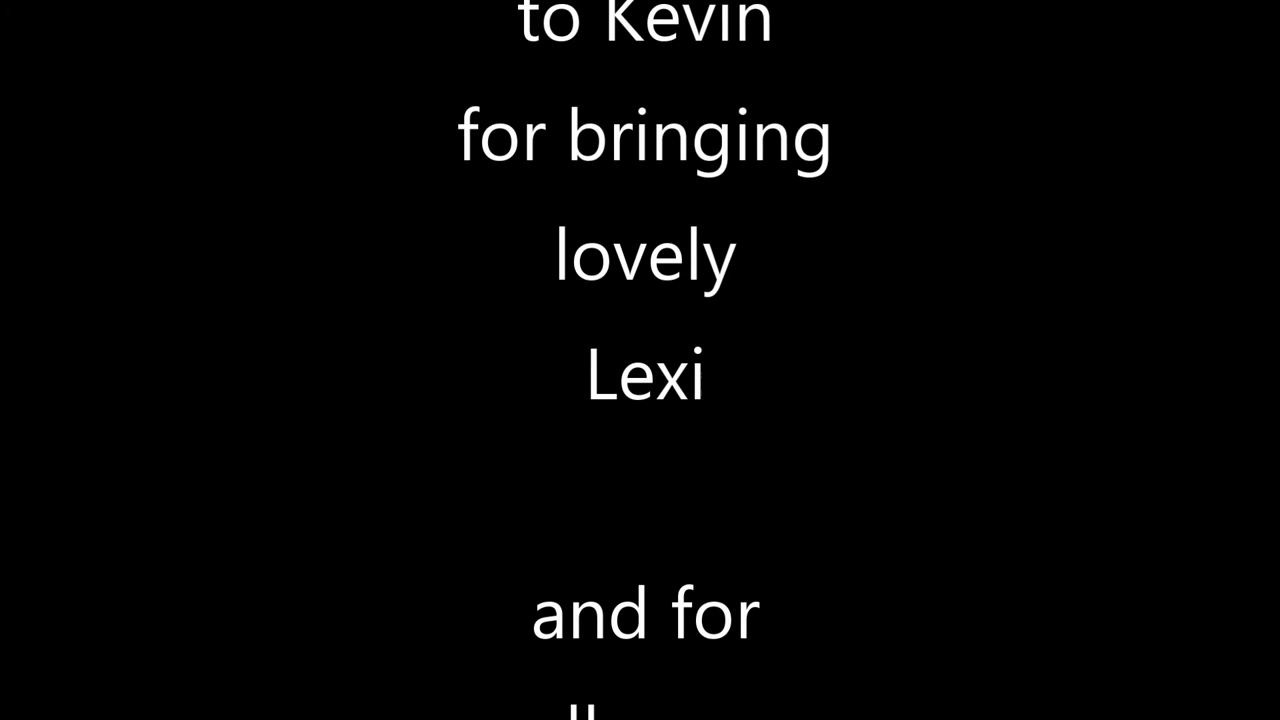 to Kevin
for bringing
lovely
Lexi
and for